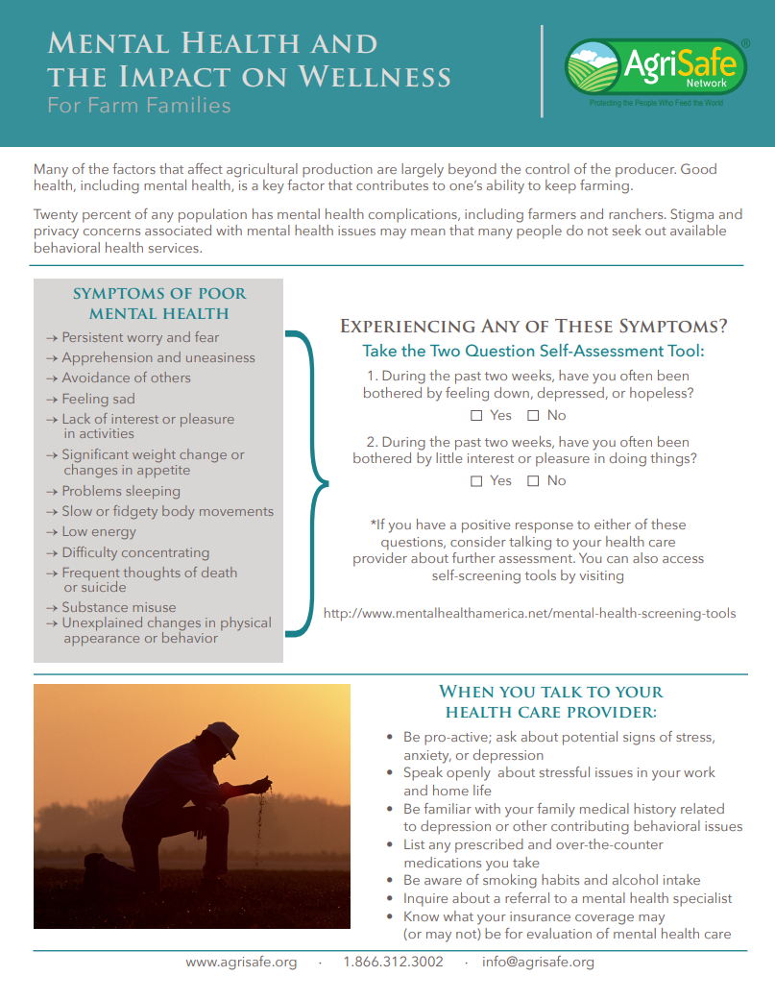 Mental Health and
the Impact on Wellness
For Farm Families
AgriSafe®
Network
Protecting the People Who Feed the World
Many of the factors that affect agricultural production are largely beyond the control of the producer. Good
health, including mental health, is a key factor that contributes to one's ability to keep farming.
Twenty percent of any population has mental health complications, including farmers and ranchers. Stigma and
privacy concerns associated with mental health issues may mean that many people do not seek out available
behavioral health services.
symptoms of poor
mental health
→ Persistent worry and fear
→ Apprehension and uneasiness
→ Avoidance of others
→ Feeling sad
→ Lack of interest or pleasure
in activities
→ Significant weight change or
changes in appetite
→ Problems sleeping
→ Slow or fidgety body movements
→ Low energy
→ Difficulty concentrating
→ Frequent thoughts of death
or suicide
→ Substance misuse
→ Unexplained changes in physical
appearance or behavior
Experiencing Any of These Symptoms?
Take the Two Question Self-Assessment Tool:
1. During the past two weeks, have you often been
bothered by feeling down, depressed, or hopeless?
☐ Yes ☐ No
2. During the past two weeks, have you often been
bothered by little interest or pleasure in doing things?
☐ Yes ☐ No
*If you have a positive response to either of these
questions, consider talking to your health care
provider about further assessment. You can also access
self-screening tools by visiting
http://www.mentalhealthamerica.net/mental-health-screening-tools
When you talk to your
health care provider:
• Be pro-active; ask about potential signs of stress,
anxiety, or depression
• Speak openly about stressful issues in your work
and home life
• Be familiar with your family medical history related
to depression or other contributing behavioral issues
• List any prescribed and over-the-counter
medications you take
• Be aware of smoking habits and alcohol intake
• Inquire about a referral to a mental health specialist
• Know what your insurance coverage may
(or may not) be for evaluation of mental health care
www.agrisafe.org · 1.866.312.3002 · info@agrisafe.org